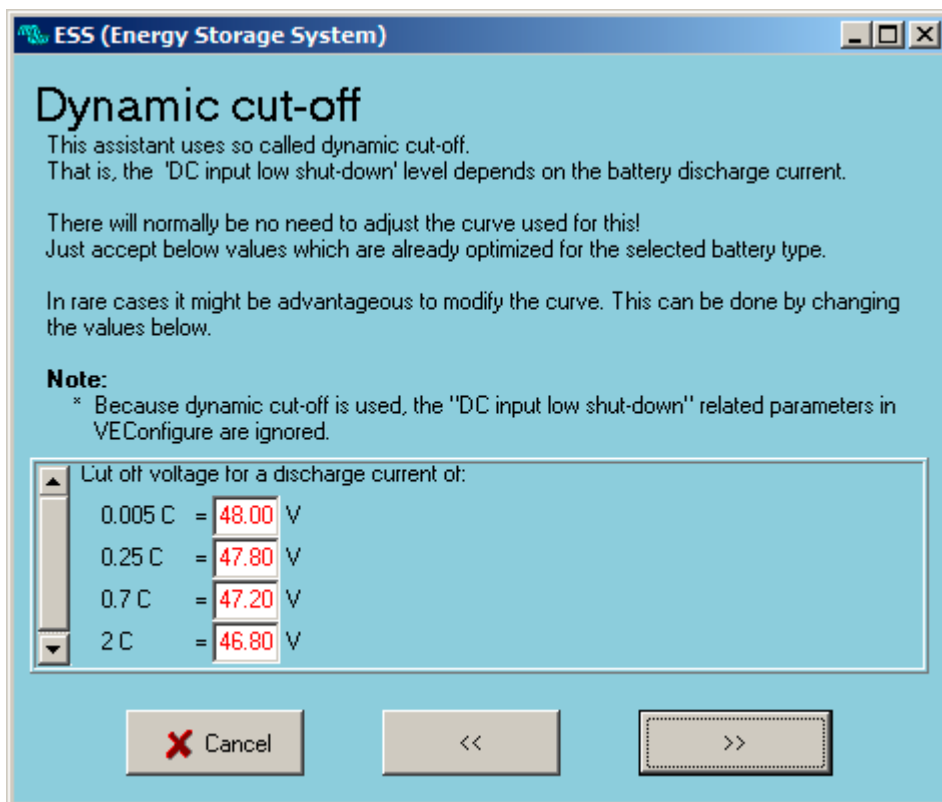 ESS (Energy Storage System)
Dynamic cut-off
This assistant uses so called dynamic cut-off.
That is, the 'DC input low shut-down' level depends on the battery discharge current.
There will normally be no need to adjust the curve used for this!
Just accept below values which are already optimized for the selected battery type.
In rare cases it might be advantageous to modify the curve. This can be done by changing
the values below.
Note:
* Because dynamic cut-off is used, the "DC input low shut-down" related parameters in
VEConfigure are ignored.
Cut off voltage for a discharge current of:
0.005 C = 48.00 V
0.25 C = 47.80 V
0.7 C = 47.20 V
2 C = 46.80 V
Cancel << >>